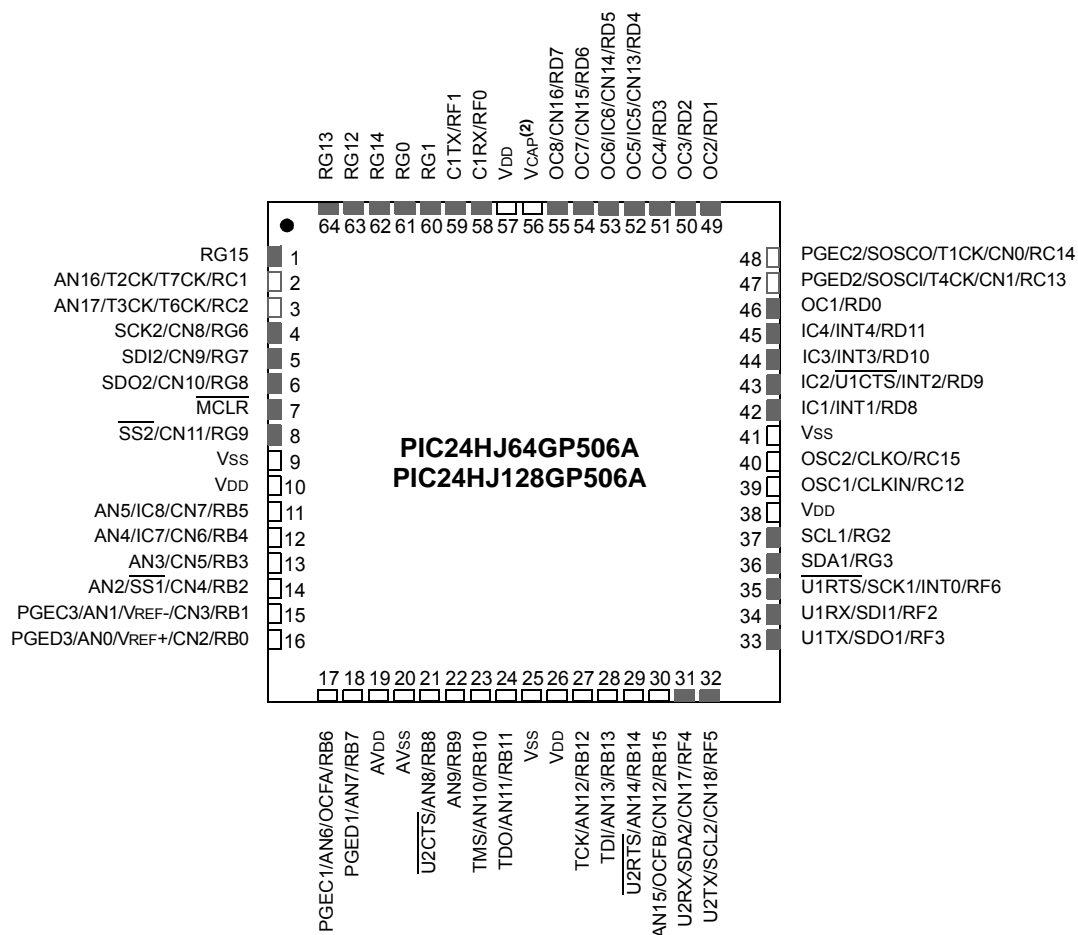 RG13
RG12
RG14
RG0
RG1
C1TX/RF1
C1RX/RF0
VDD
VCAP(2)
OC8/CN16/RD7
OC7/CN15/RD6
OC6/IC6/CN14/RD5
OC5/IC5/CN13/RD4
OC4/RD3
OC3/RD2
OC2/RD1
64 63 62 61 60 59 58 57 56 55 54 53 52 51 50 49
RG15 1
AN16/T2CK/T7CK/RC1 2
AN17/T3CK/T6CK/RC2 3
SCK2/CN8/RG6 4
SDI2/CN9/RG7 5
SDO2/CN10/RG8 6
MCLR 7
SS2/CN11/RG9 8
VSS 9
VDD 10
AN5/IC8/CN7/RB5 11
AN4/IC7/CN6/RB4 12
AN3/CN5/RB3 13
AN2/SS1/CN4/RB2 14
PGEC3/AN1/VREF-/CN3/RB1 15
PGED3/AN0/VREF+/CN2/RB0 16
PIC24HJ64GP506A
PIC24HJ128GP506A
48 PGEC2/SOSCO/T1CK/CN0/RC14
47 PGED2/SOSCI/T4CK/CN1/RC13
46 OC1/RD0
45 IC4/INT4/RD11
44 IC3/INT3/RD10
43 IC2/U1CTS/INT2/RD9
42 IC1/INT1/RD8
41 VSS
40 OSC2/CLKO/RC15
39 OSC1/CLKIN/RC12
38 VDD
37 SCL1/RG2
36 SDA1/RG3
35 U1RTS/SCK1/INT0/RF6
34 U1RX/SDI1/RF2
33 U1TX/SDO1/RF3
17 18 19 20 21 22 23 24 25 26 27 28 29 30 31 32
PGEC1/AN6/OCFA/RB6
PGED1/AN7/RB7
AVDD
AVSS
U2CTS/AN8/RB8
AN9/RB9
TMS/AN10/RB10
TDO/AN11/RB11
VSS
VDD
TCK/AN12/RB12
TDI/AN13/RB13
U2RTS/AN14/RB14
AN15/OCFB/CN12/RB15
U2RX/SDA2/CN17/RF4
U2TX/SCL2/CN18/RF5